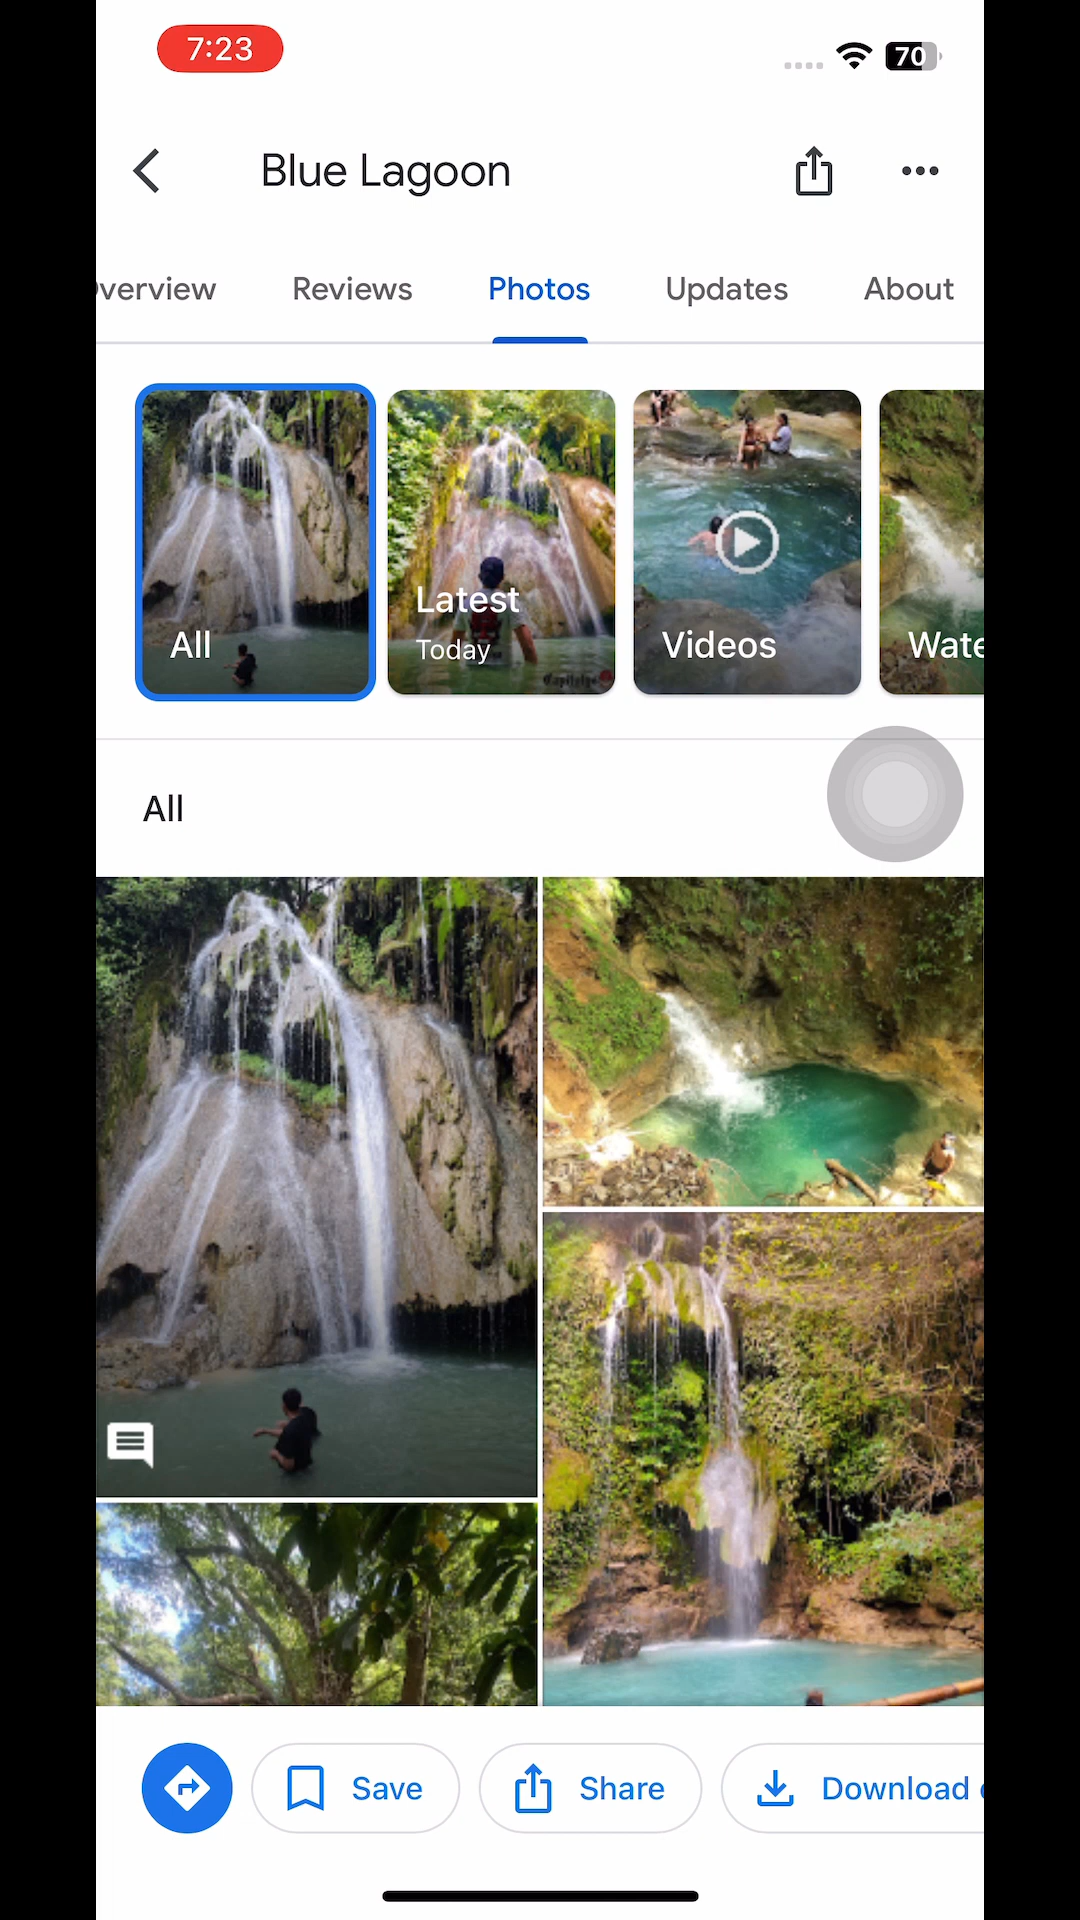 7:23
70
Blue Lagoon
verview Reviews Photos Updates About
All
Latest
Today
Videos
Wate
All
Save Share Download